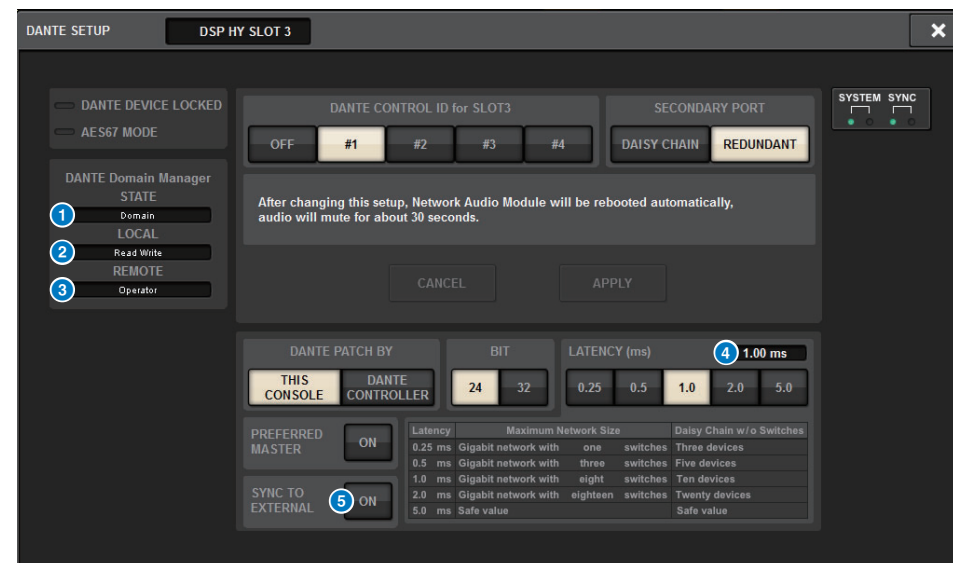 DANTE SETUP
DSP HY SLOT 3
DANTE DEVICE LOCKED
AES67 MODE
DANTE Domain Manager
STATE
1
Domain
LOCAL
2
Read Write
REMOTE
3
Operator
DANTE CONTROL ID for SLOT3
OFF #1 #2 #3 #4
SECONDARY PORT
DAISY CHAIN REDUNDANT
SYSTEM SYNC
After changing this setup, Network Audio Module will be rebooted automatically,
audio will mute for about 30 seconds.
CANCEL APPLY
DANTE PATCH BY
THIS
CONSOLE
DANTE
CONTROLLER
BIT
24 32
LATENCY (ms) 4 1.00 ms
0.25 0.5 1.0 2.0 5.0
PREFERRED
MASTER
ON
SYNC TO
EXTERNAL
5
ON
Latency Maximum Network Size Daisy Chain w/o Switches
0.25 ms Gigabit network with one switches Three devices
0.5 ms Gigabit network with three switches Five devices
1.0 ms Gigabit network with eight switches Ten devices
2.0 ms Gigabit network with eighteen switches Twenty devices
5.0 ms Safe value Safe value